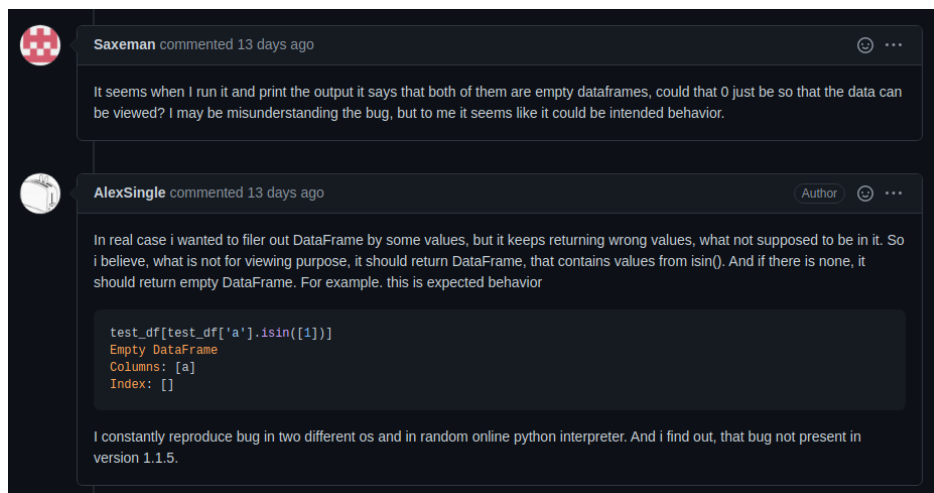 Saxeman commented 13 days ago
It seems when I run it and print the output it says that both of them are empty dataframes, could that 0 just be so that the data can
be viewed? I may be misunderstanding the bug, but to me it seems like it could be intended behavior.
AlexSingle commented 13 days ago Author
In real case i wanted to filer out DataFrame by some values, but it keeps returning wrong values, what not supposed to be in it. So
i believe, what is not for viewing purpose, it should return DataFrame, that contains values from isin(). And if there is none, it
should return empty DataFrame. For example. this is expected behavior
test_df[test_df['a'].isin([1])]
Empty DataFrame
Columns: [a]
Index: []
I constantly reproduce bug in two different os and in random online python interpreter. And i find out, that bug not present in
version 1.1.5.